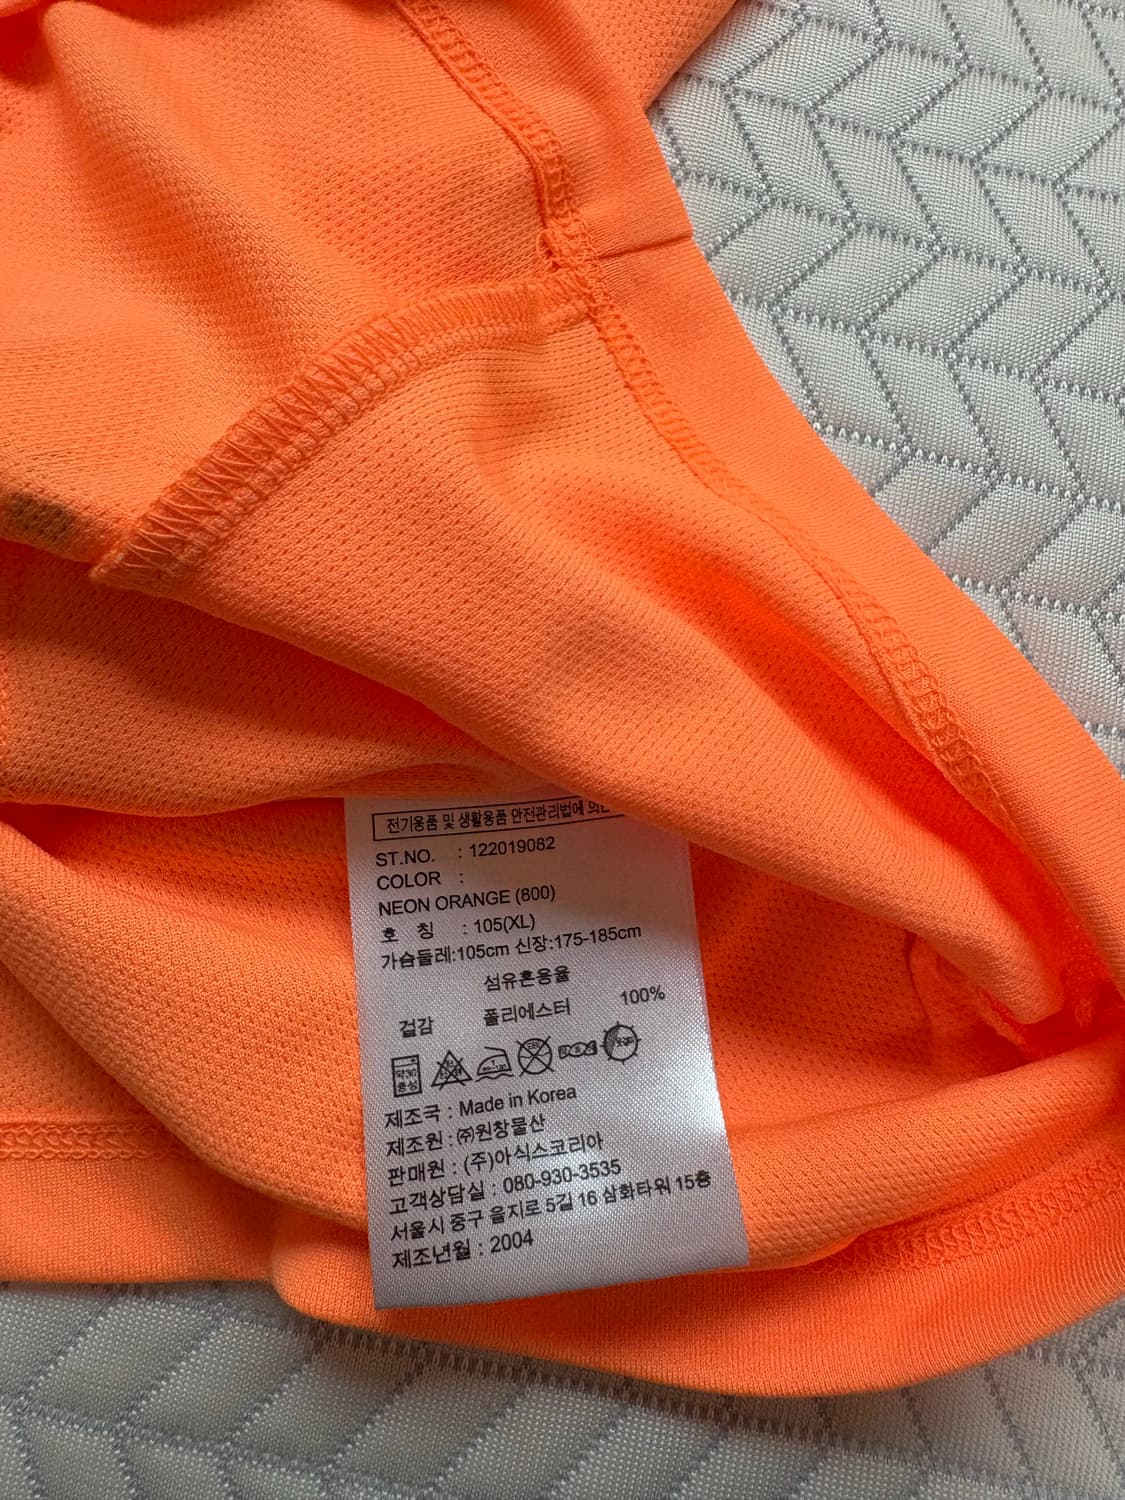 전기용품 및 생활용품 안전관리법에 의한
ST.NO. : 122019082
COLOR :
NEON ORANGE (800)
호 칭 : 105(XL)
가슴둘레:105cm 신장:175-185cm
섬유혼용율
겉감 폴리에스터 100%
약30
중성
제조국 : Made in Korea
제조원 : ㈜원창물산
판매원 : (주)아식스코리아
고객상담실 : 080-930-3535
서울시 중구 을지로 5길 16 삼화타워 15층
제조년월 : 2004